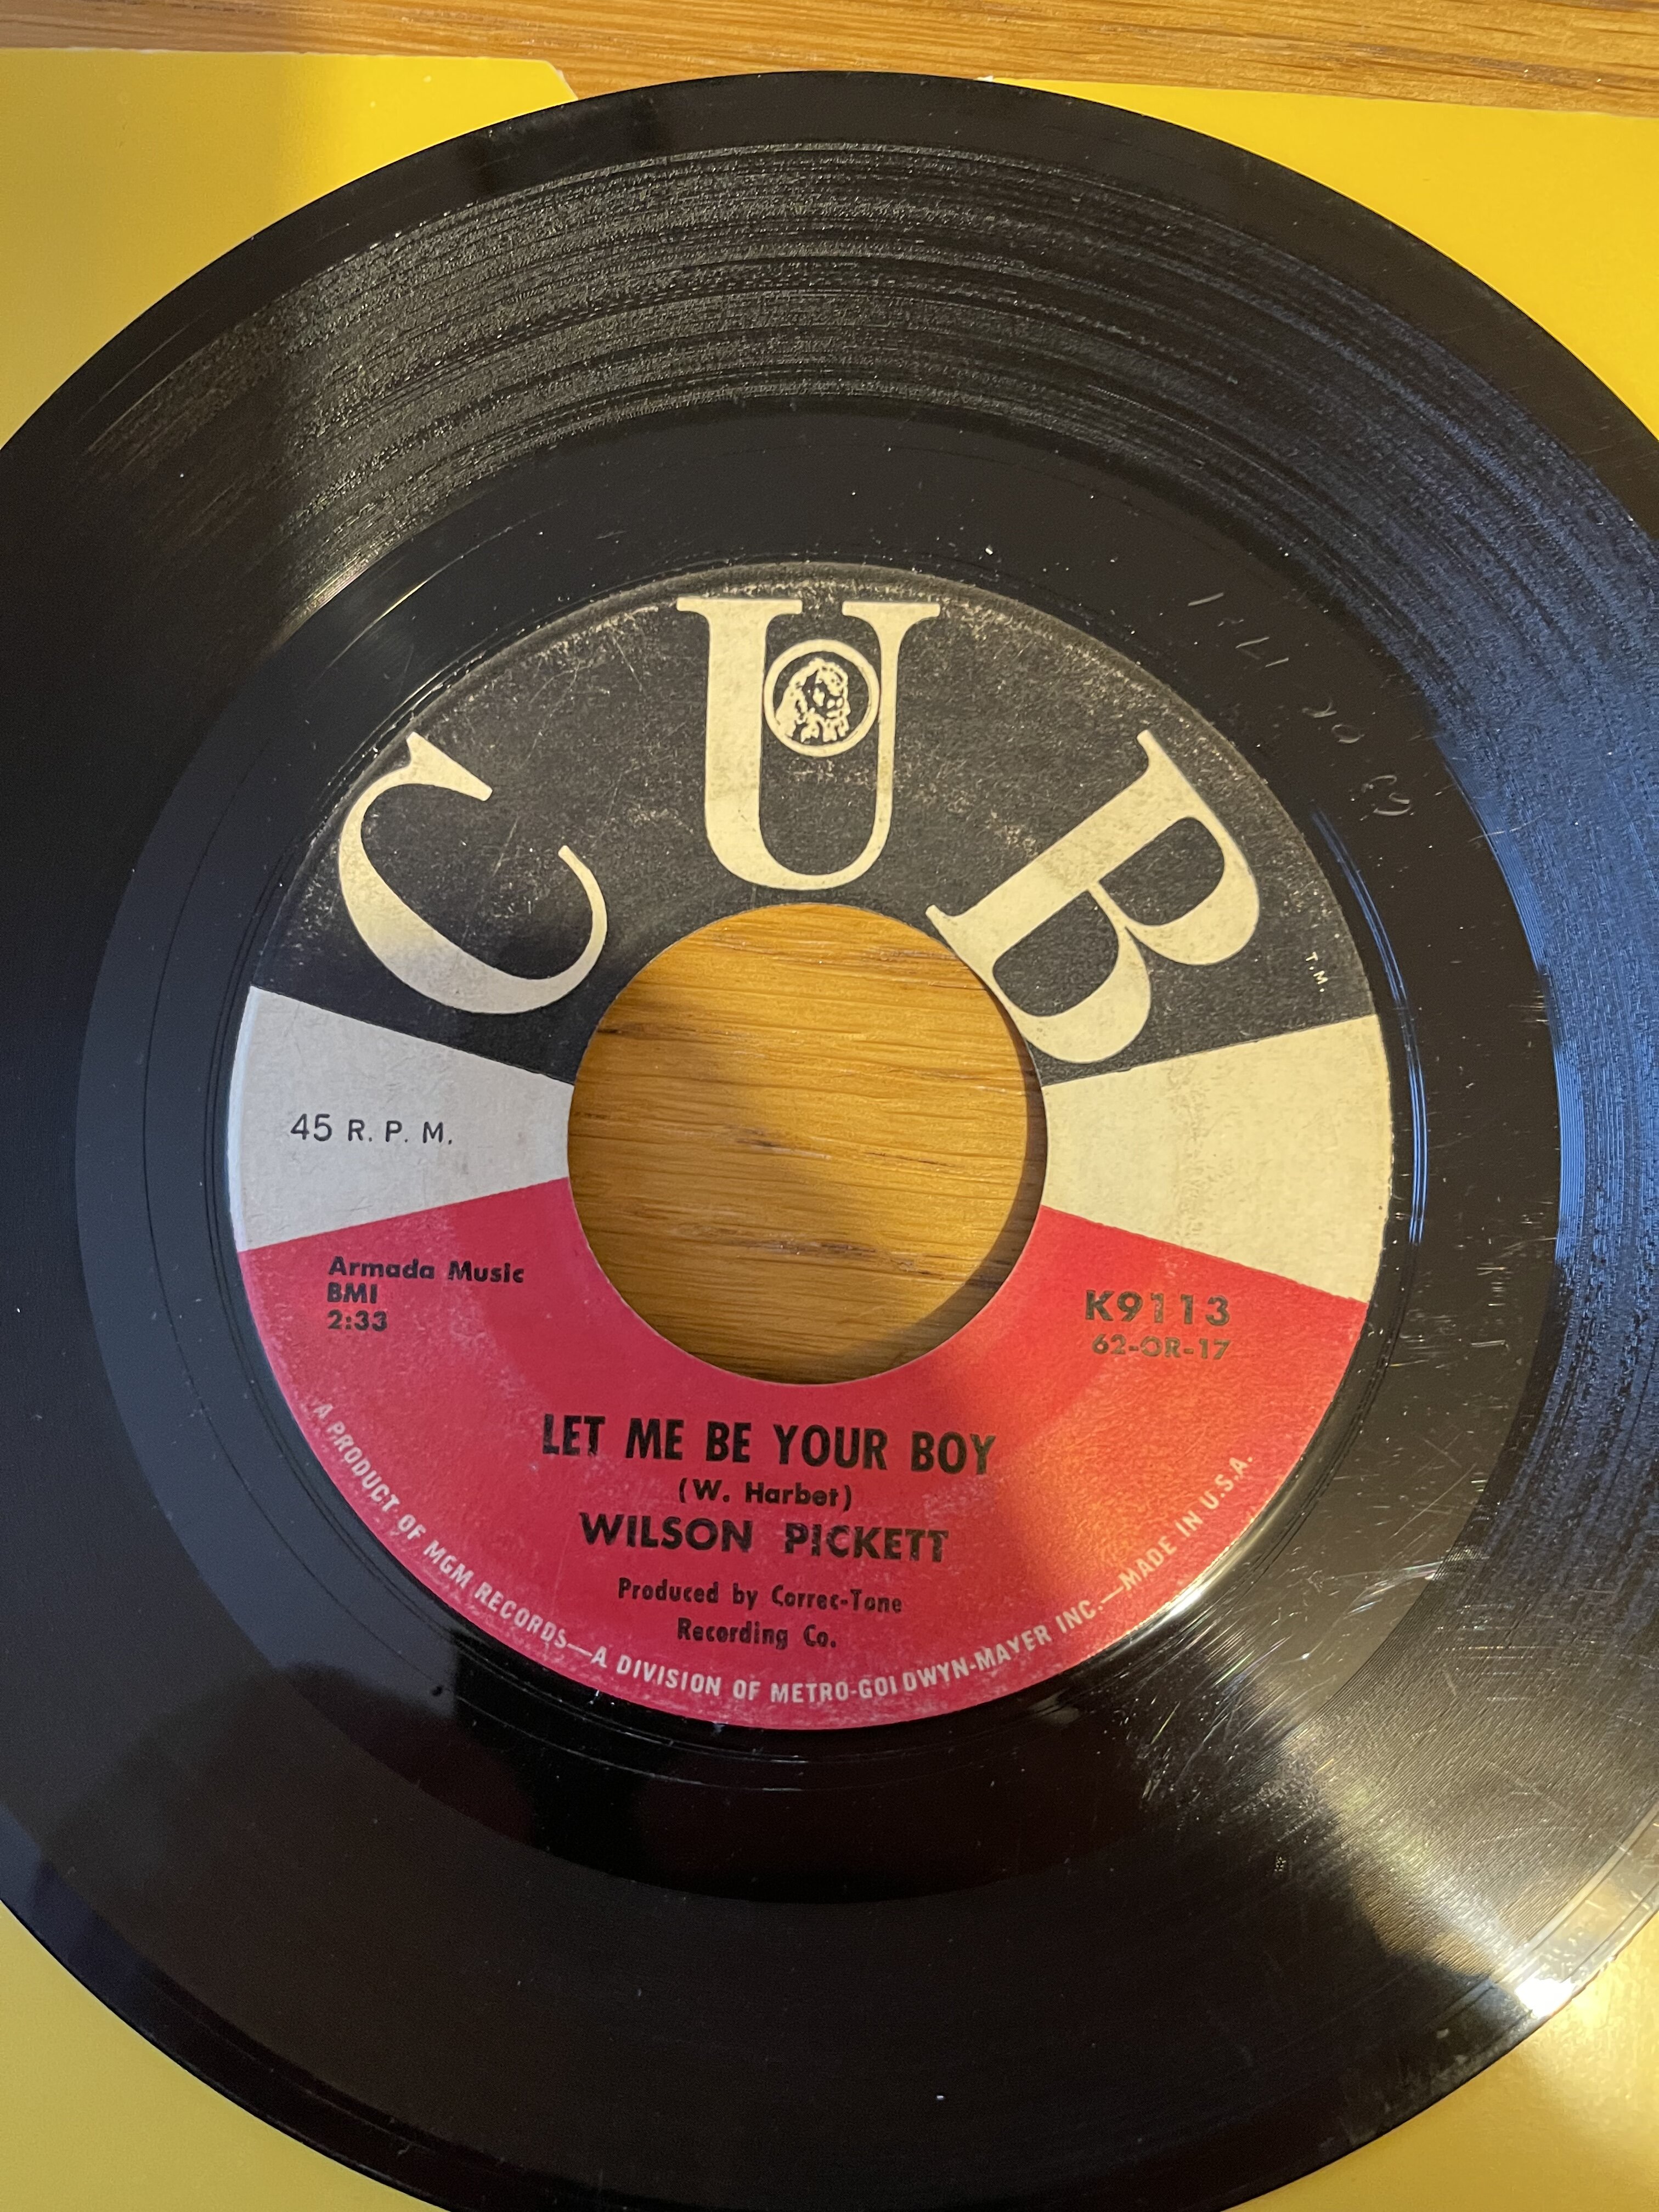 CUB
T.M.
45 R. P. M.
Armada Music
BMI
2:33
K9113
62-OR-17
LET ME BE YOUR BOY
(W. Harbet)
WILSON PICKETT
Produced by Correc-Tone
Recording Co.
A PRODUCT OF MGM RECORDS—A DIVISION OF METRO-GOLDWYN-MAYER INC.—MADE IN U.S.A.